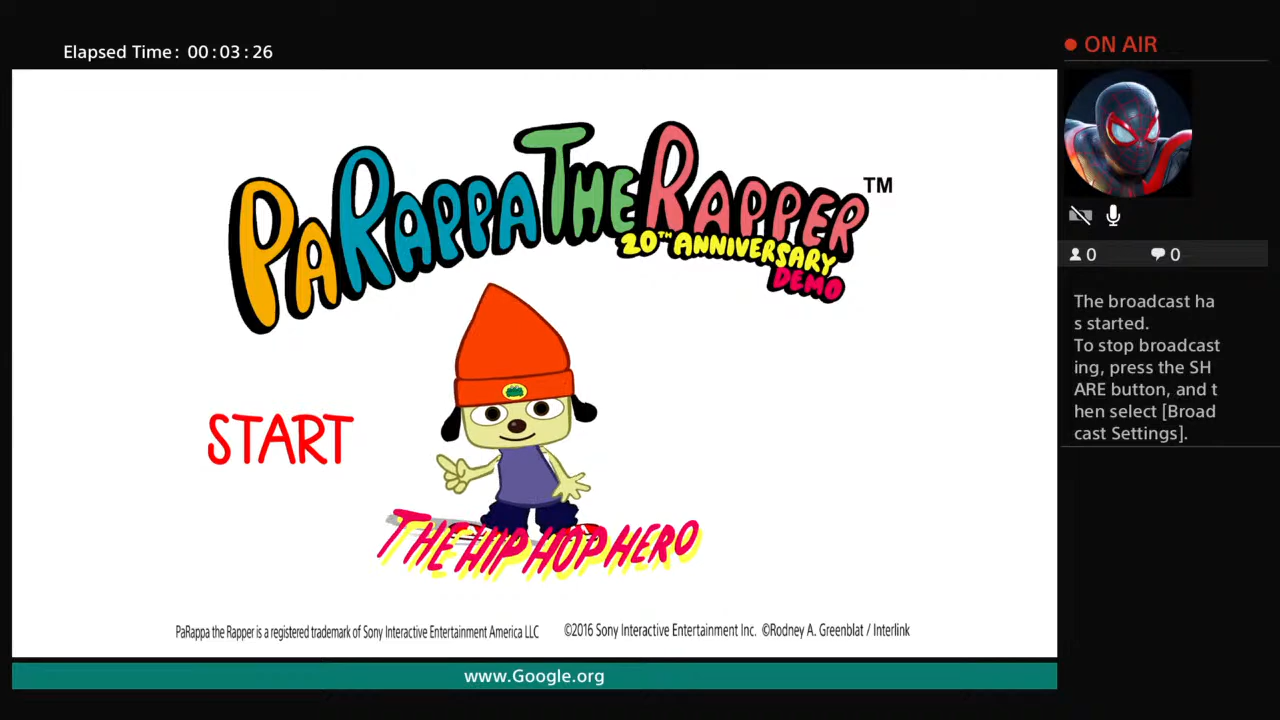 Elapsed Time: 00:03:26
ON AIR
PARAPPA THE RAPPER TM
20TH ANNIVERSARY
DEMO
0 0
The broadcast ha
s started.
To stop broadcast
ing, press the SH
ARE button, and t
hen select [Broad
cast Settings].
START
THE HIP HOP HERO
PaRappa the Rapper is a registered trademark of Sony Interactive Entertainment America LLC ©2016 Sony Interactive Entertainment Inc. ©Rodney A. Greenblat / Interlink
www.Google.org